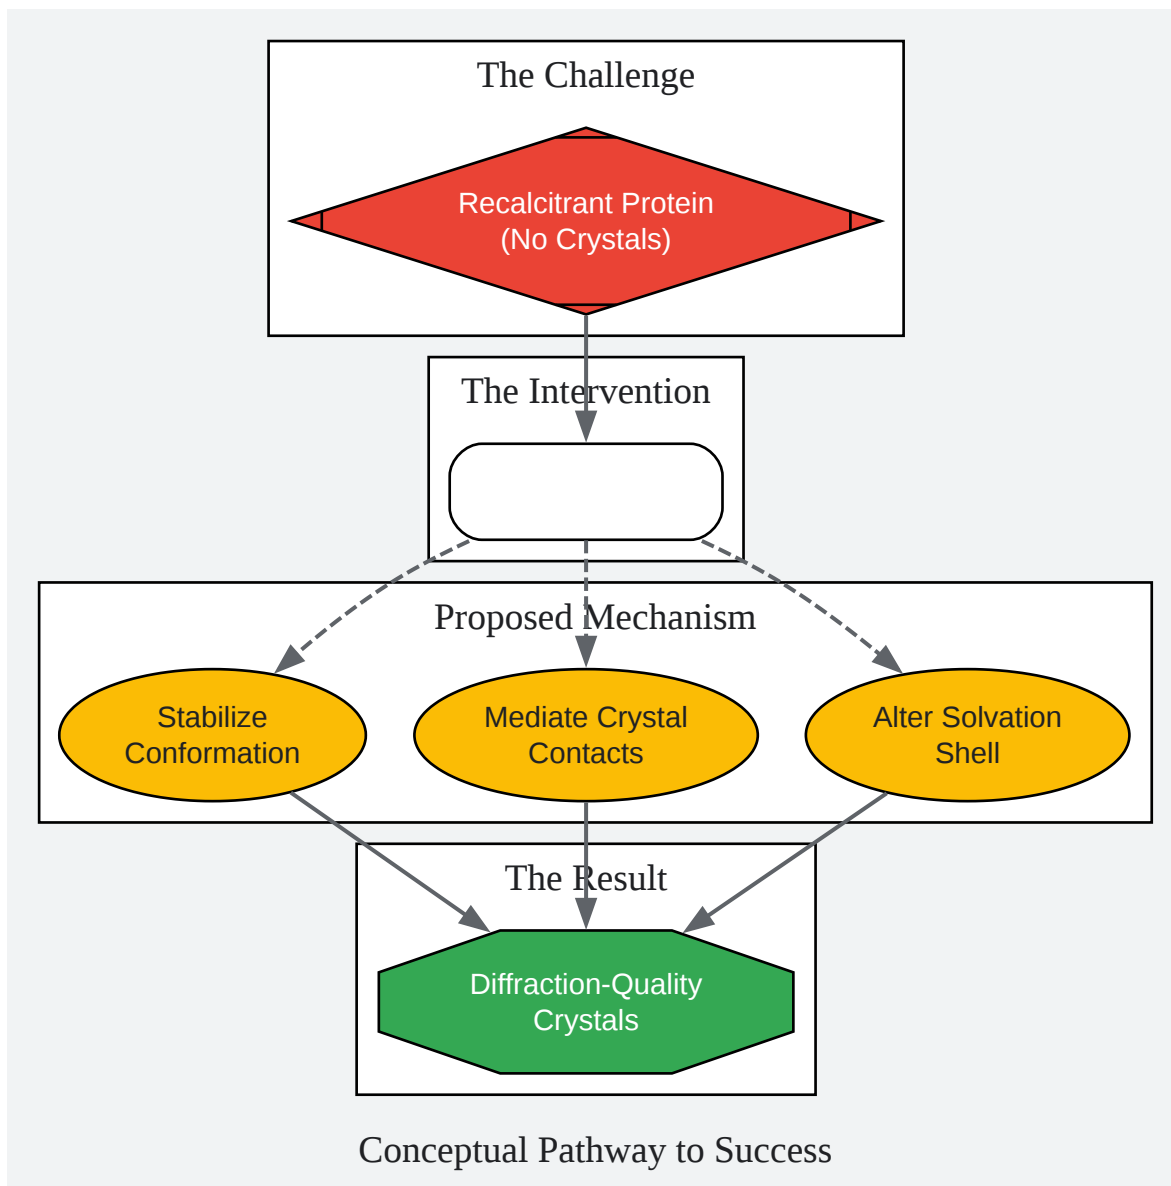 The Challenge
Recalcitrant Protein
(No Crystals)
The Intervention
Proposed Mechanism
Stabilize
Conformation
Mediate Crystal
Contacts
Alter Solvation
Shell
The Result
Diffraction-Quality
Crystals
Conceptual Pathway to Success